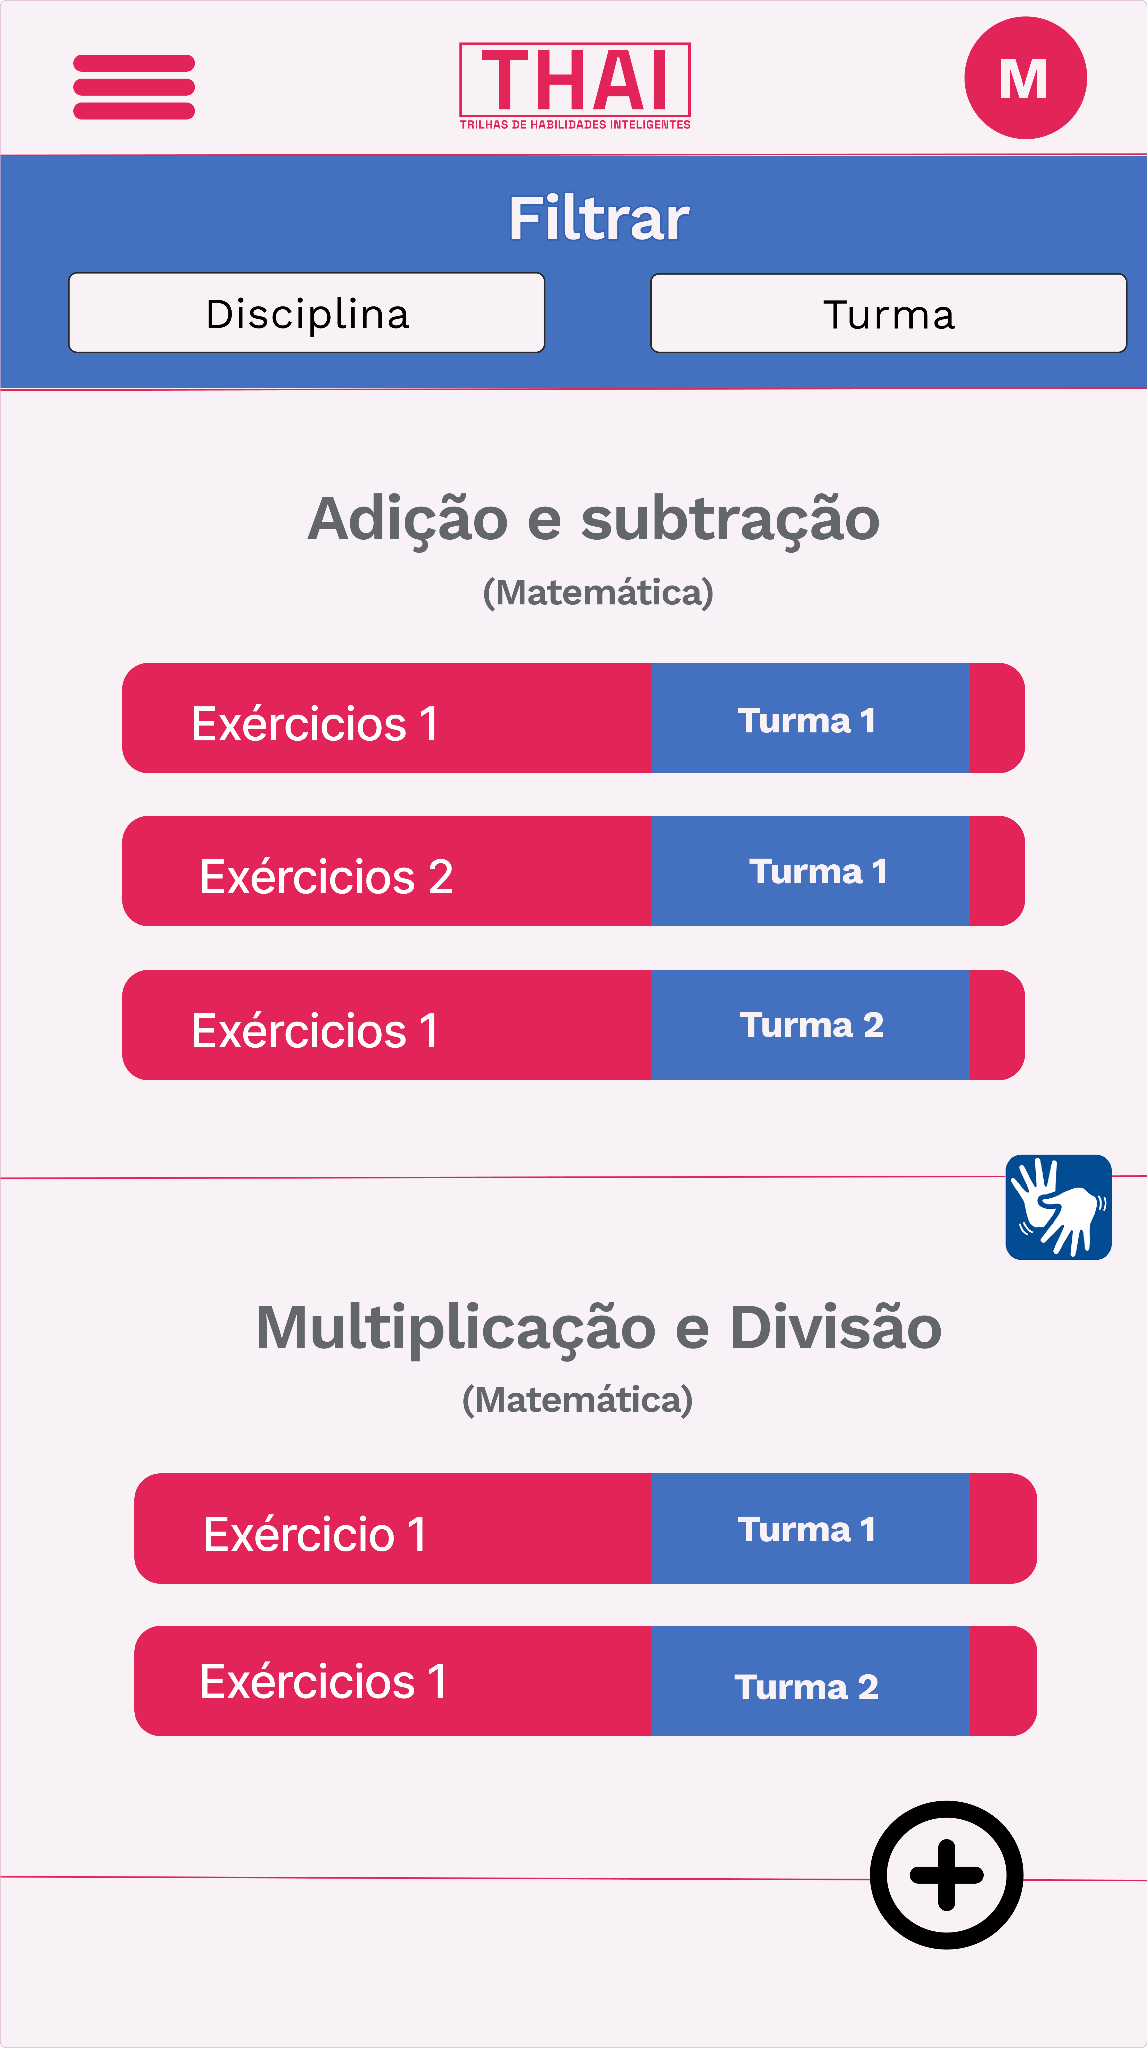 THAI
TRILHAS DE HABILIDADES INTELIGENTES
M
Filtrar
Disciplina
Turma
Adição e subtração
(Matemática)
Exércicios 1
Turma 1
Exércicios 2
Turma 1
Exércicios 1
Turma 2
Multiplicação e Divisão
(Matemática)
Exércicio 1
Turma 1
Exércicios 1
Turma 2